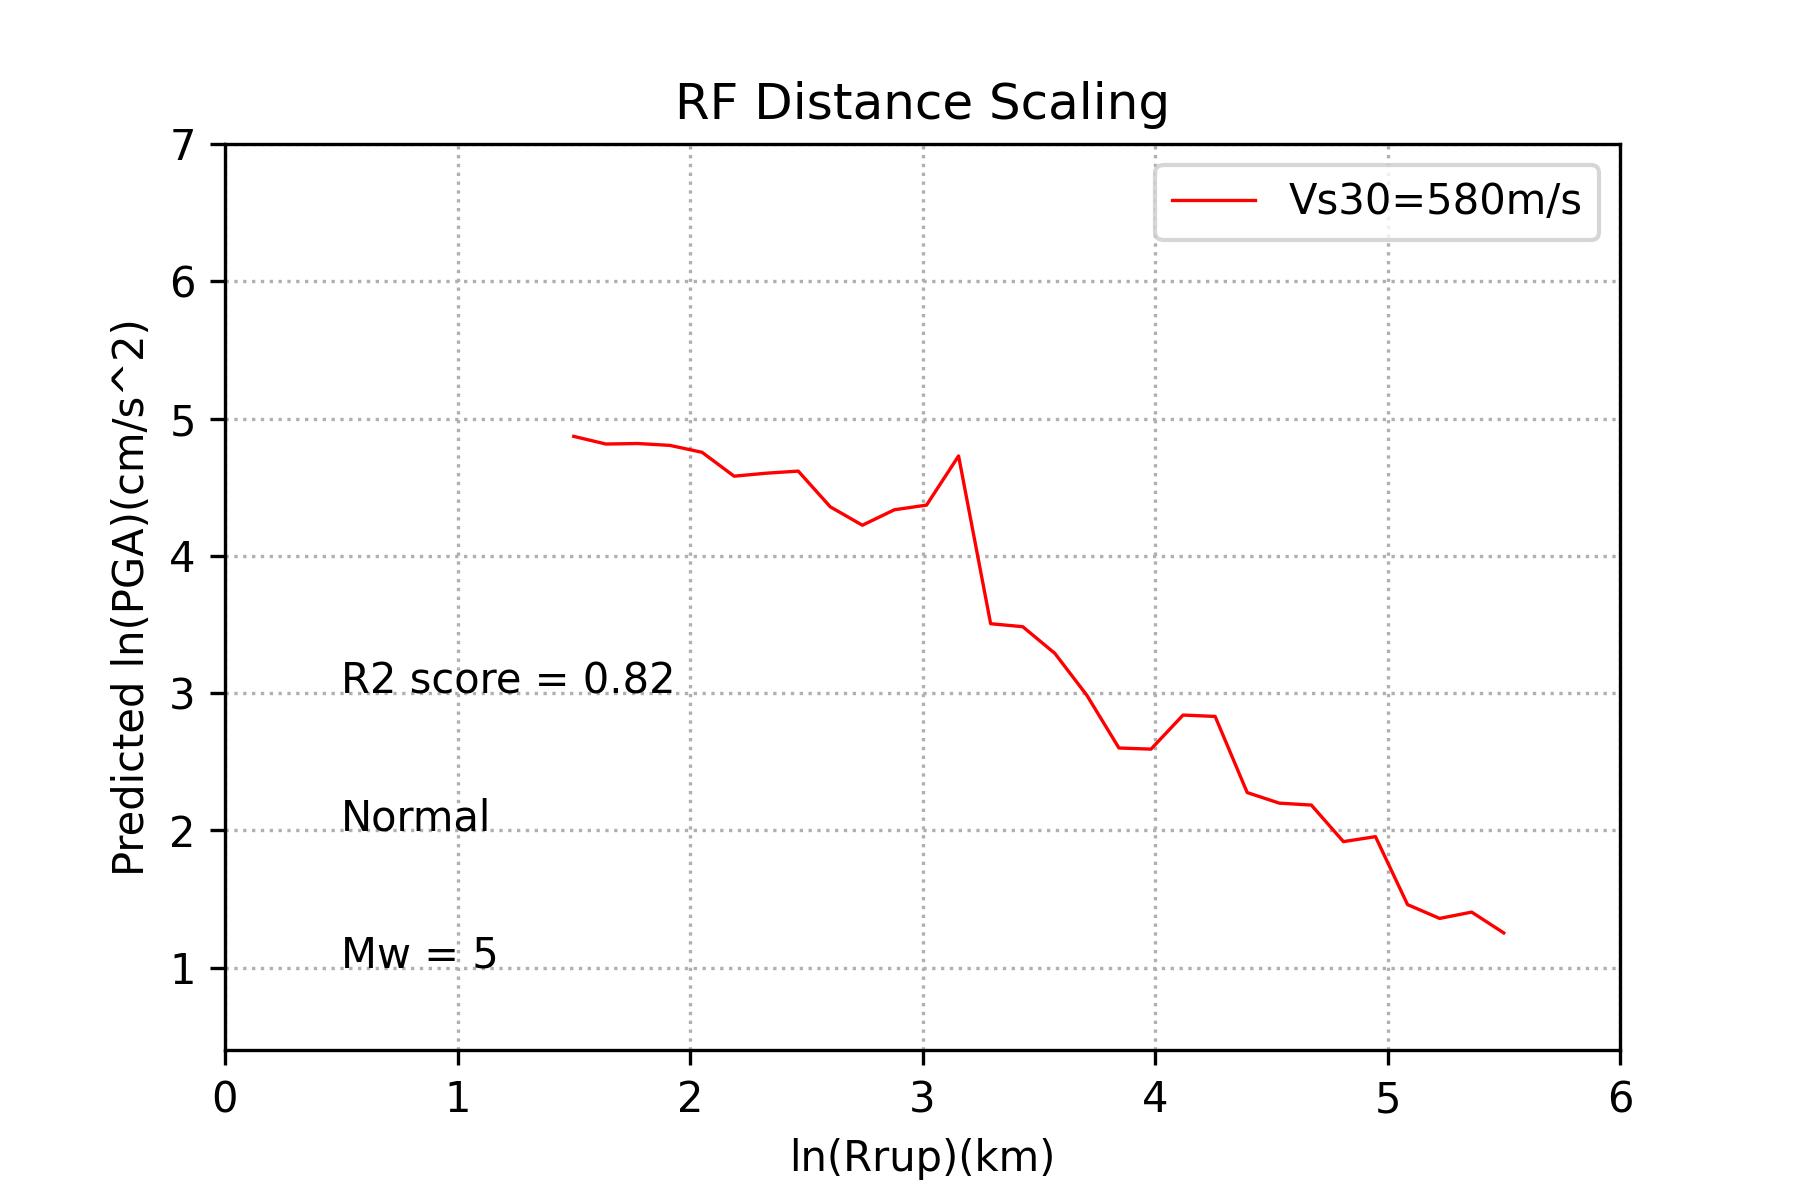 RF Distance Scaling
7
6
5
4
3
2
1
Predicted ln(PGA)(cm/s^2)
Vs30=580m/s
R2 score = 0.82
Normal
Mw = 5
0 1 2 3 4 5 6
ln(Rrup)(km)